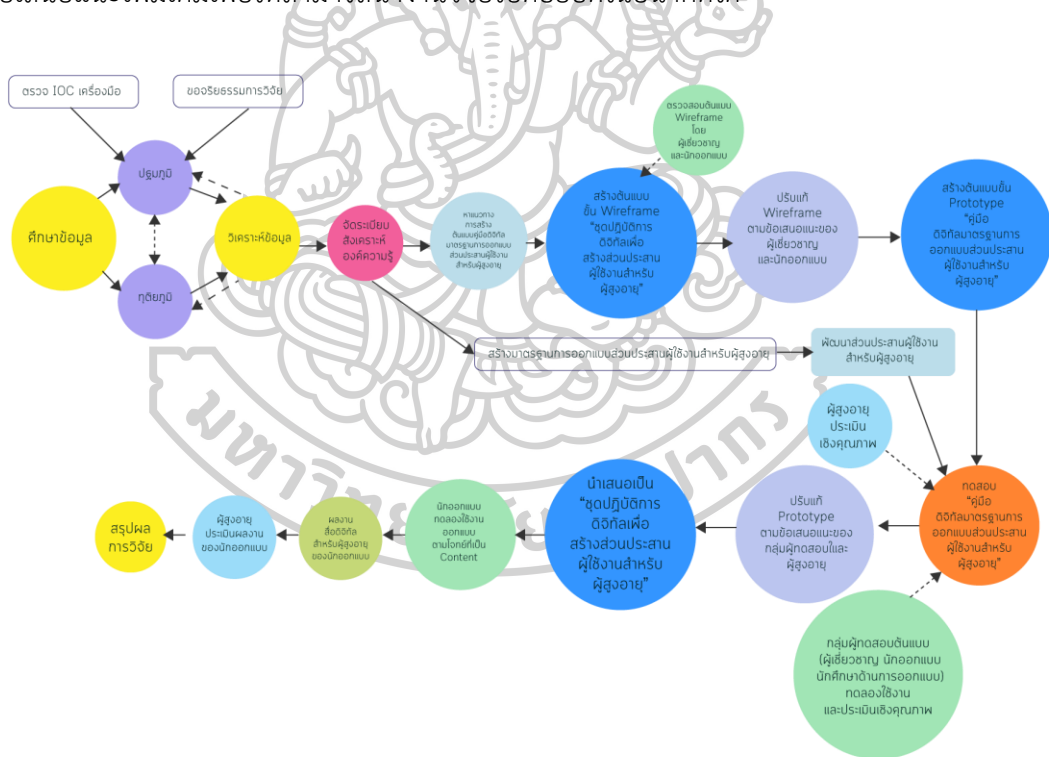 ตรวจ IOC เครื่องมือ
ขอจริยธรรมการวิจัย
ปฐมภูมิ
ศึกษาข้อมูล
ทุติยภูมิ
วิเคราะห์ข้อมูล
จัดระเบียบ
สังเคราะห์
องค์ความรู้
หาแนวทาง
การสร้าง
ต้นแบบคู่มือดิจิทัล
มาตรฐานการออกแบบ
ส่วนประสานผู้ใช้งาน
สำหรับผู้สูงอายุ
ตรวจสอบต้นแบบ
Wireframe
โดย
ผู้เชี่ยวชาญ
และนักออกแบบ
สร้างต้นแบบ
ขั้น Wireframe
“ชุดปฏิบัติการ
ดิจิทัลเพื่อ
สร้างส่วนประสาน
ผู้ใช้งานสำหรับ
ผู้สูงอายุ”
ปรับแก้
Wireframe
ตามข้อเสนอแนะของ
ผู้เชี่ยวชาญ
และนักออกแบบ
สร้างต้นแบบขั้น
Prototype
“คู่มือ
ดิจิทัลมาตรฐานการ
ออกแบบส่วนประสาน
ผู้ใช้งานสำหรับ
ผู้สูงอายุ”
สร้างมาตรฐานการออกแบบส่วนประสานผู้ใช้งานสำหรับผู้สูงอายุ
พัฒนาส่วนประสานผู้ใช้งาน
สำหรับผู้สูงอายุ
ผู้สูงอายุ
ประเมิน
เชิงคุณภาพ
ทดสอบ
“คู่มือ
ดิจิทัลมาตรฐานการ
ออกแบบส่วนประสาน
ผู้ใช้งานสำหรับ
ผู้สูงอายุ”
กลุ่มผู้ทดสอบต้นแบบ
(ผู้เชี่ยวชาญ นักออกแบบ
นักศึกษาด้านการออกแบบ)
ทดลองใช้งาน
และประเมินเชิงคุณภาพ
ปรับแก้
Prototype
ตามข้อเสนอแนะของ
กลุ่มผู้ทดสอบและ
ผู้สูงอายุ
นำเสนอเป็น
“ชุดปฏิบัติการ
ดิจิทัลเพื่อ
สร้างส่วนประสาน
ผู้ใช้งานสำหรับ
ผู้สูงอายุ”
นักออกแบบ
ทดลองใช้งาน
ออกแบบ
ตามโจทย์ที่เป็น
Content
ผลงาน
สื่อดิจิทัล
สำหรับผู้สูงอายุ
ของนักออกแบบ
ผู้สูงอายุ
ประเมินผลงาน
ของนักออกแบบ
สรุปผล
การวิจัย